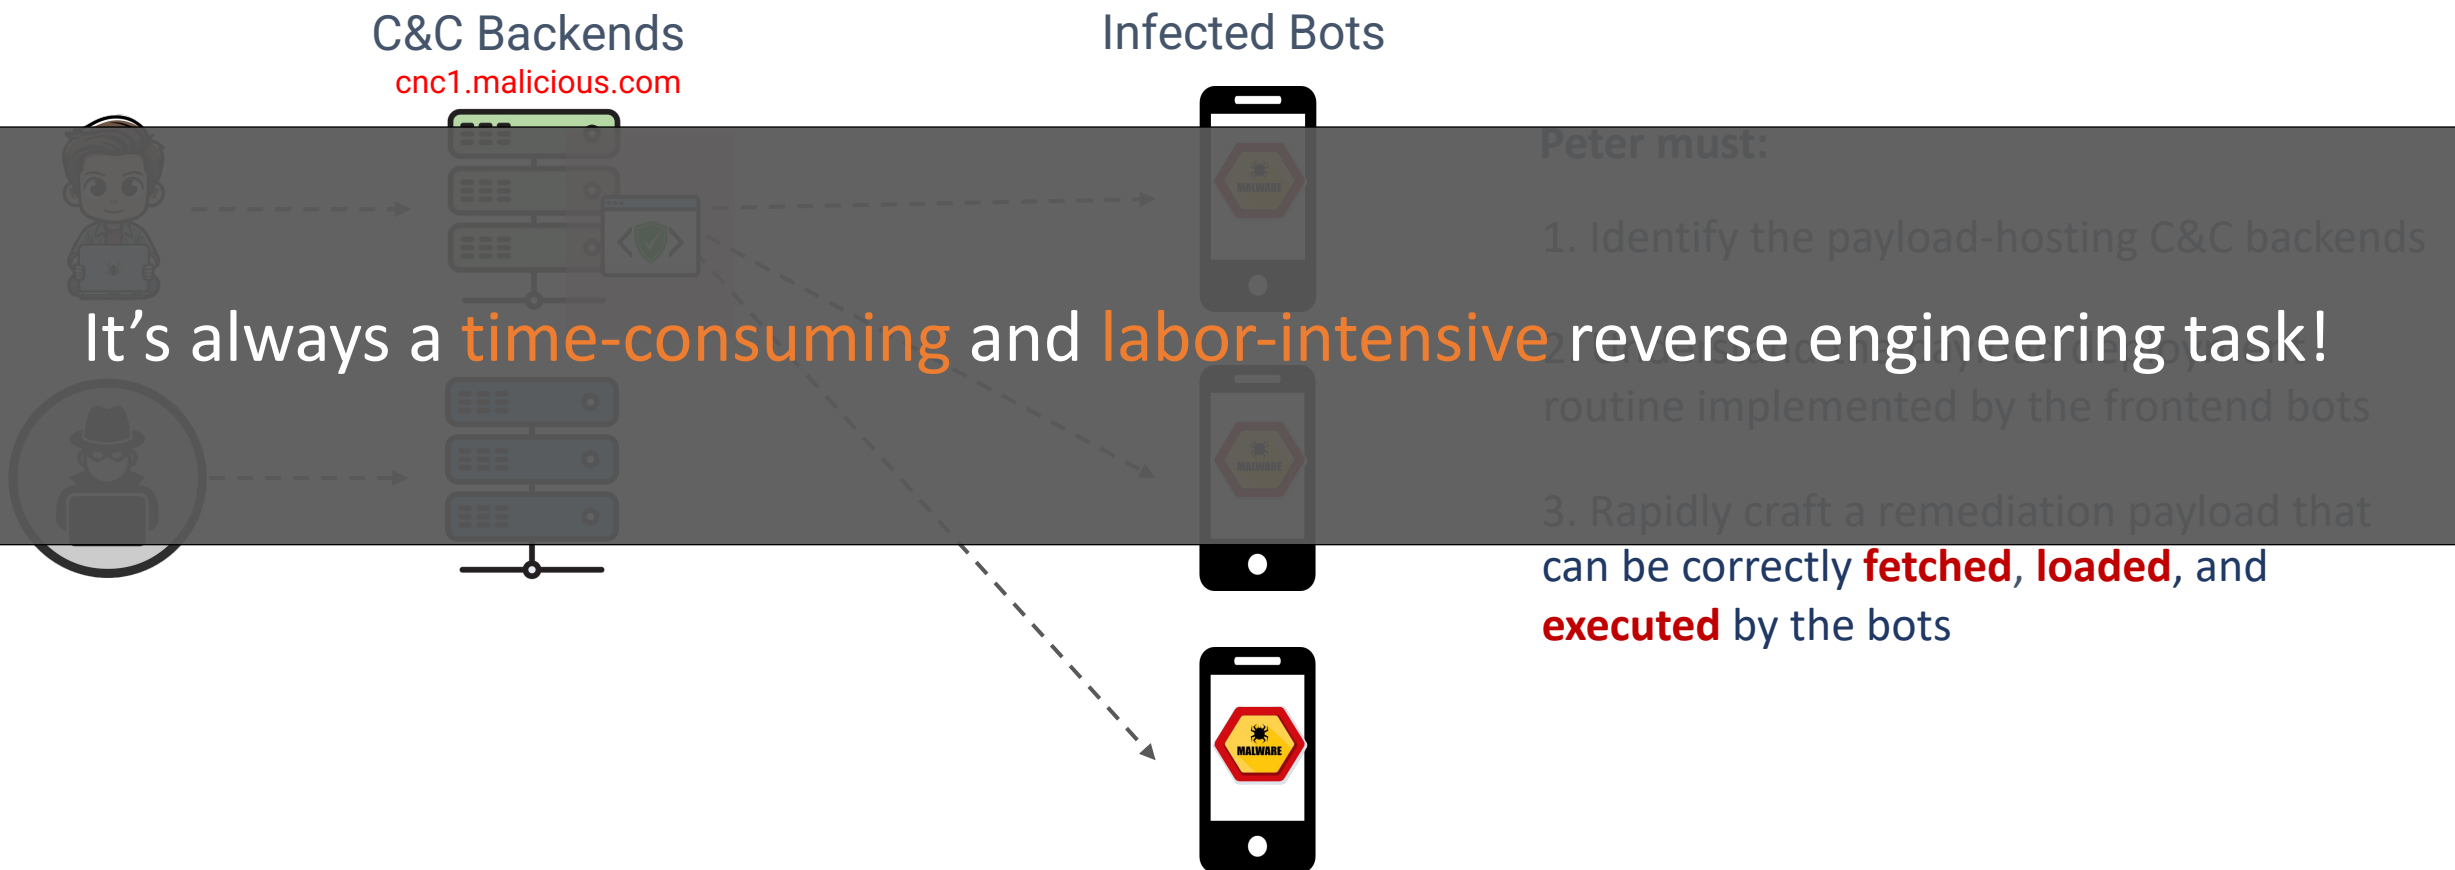 C&C Backends
Infected Bots
cnc1.malicious.com
Peter must:
MALWARE
1. Identify the payload-hosting C&C backends
It’s always a time-consuming and labor-intensive reverse engineering task!
routine implemented by the frontend bots
MALWARE
3. Rapidly craft a remediation payload that
can be correctly fetched, loaded, and
executed by the bots
MALWARE